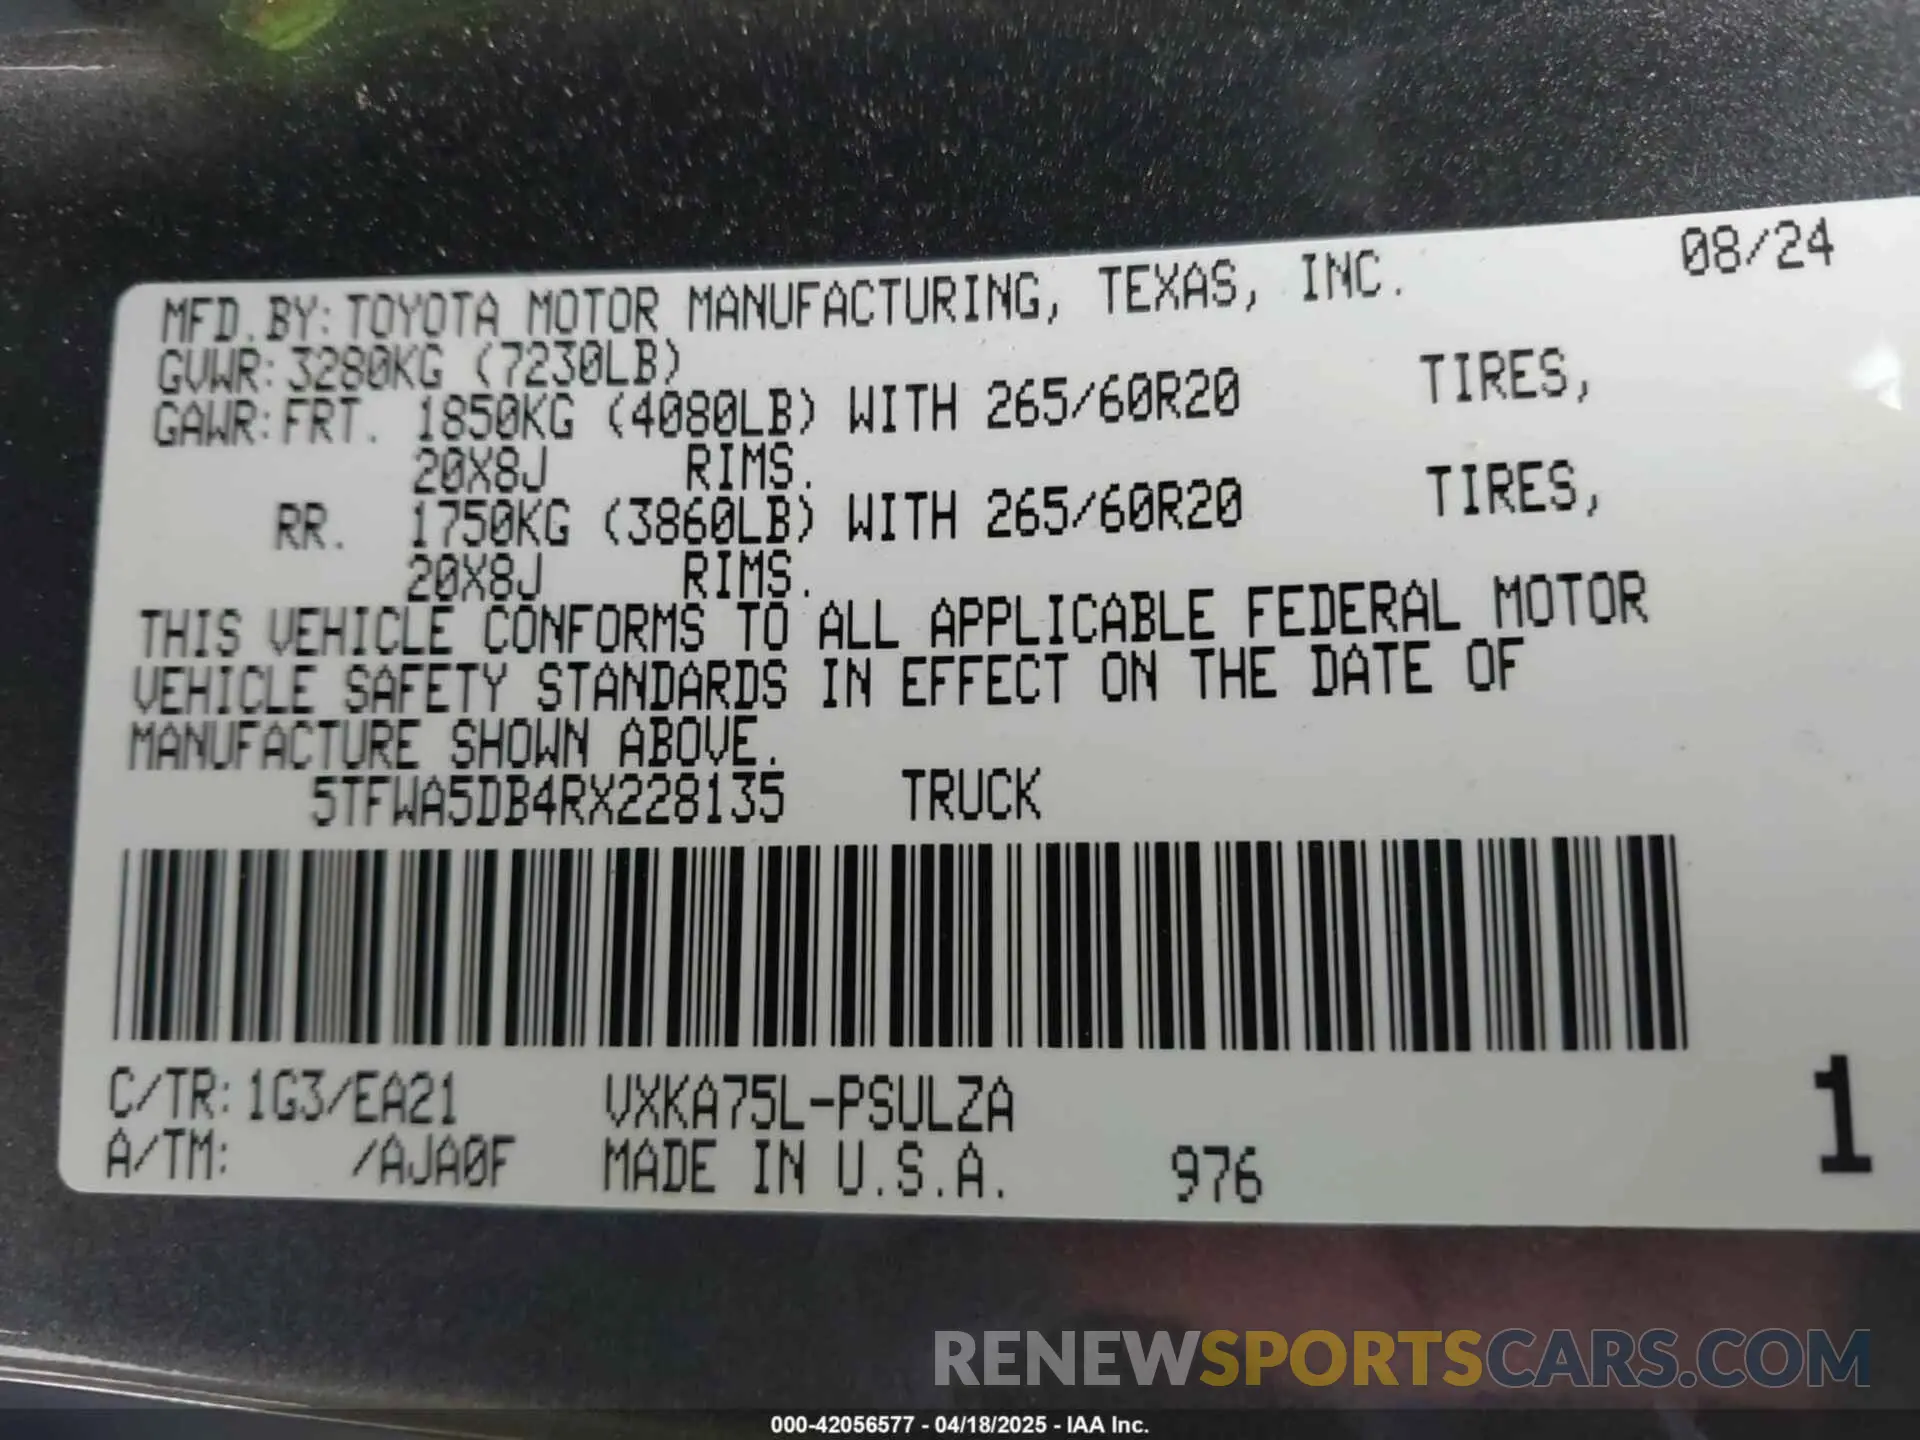 08/24
MFD.BY:TOYOTA MOTOR MANUFACTURING, TEXAS, INC.
GVWR:3280KG (7230LB)
GAWR:FRT. 1850KG (4080LB) WITH 265/60R20 TIRES,
20X8J RIMS.
RR. 1750KG (3860LB) WITH 265/60R20 TIRES,
20X8J RIMS.
THIS VEHICLE CONFORMS TO ALL APPLICABLE FEDERAL MOTOR
VEHICLE SAFETY STANDARDS IN EFFECT ON THE DATE OF
MANUFACTURE SHOWN ABOVE.
5TFWA5DB4RX228135 TRUCK
C/TR:1G3/EA21 VXKA75L-PSULZA
A/TM: /AJA0F MADE IN U.S.A. 976
1
RENEWSPORTSCARS.COM
000-42056577 - 04/18/2025 - IAA Inc.